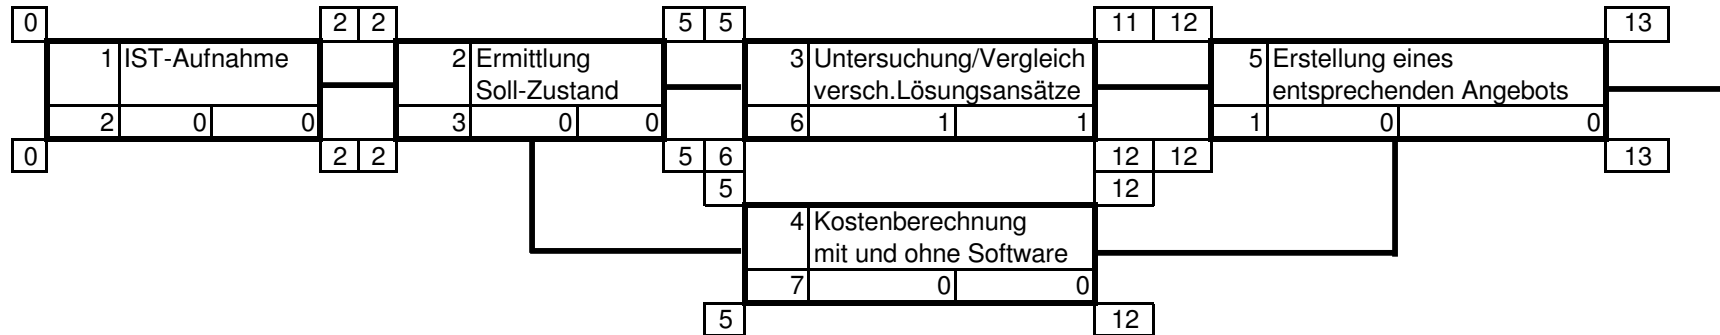 0 2 2 5 5 11 12 13
1 IST-Aufnahme 2 Ermittlung 3 Untersuchung/Vergleich 5 Erstellung eines
Soll-Zustand versch.Lösungsansätze entsprechenden Angebots
2 0 0 3 0 0 6 1 1 1 0 0
0 2 2 5 6 12 12 13
5 12
4 Kostenberechnung
mit und ohne Software
7 0 0
5 12